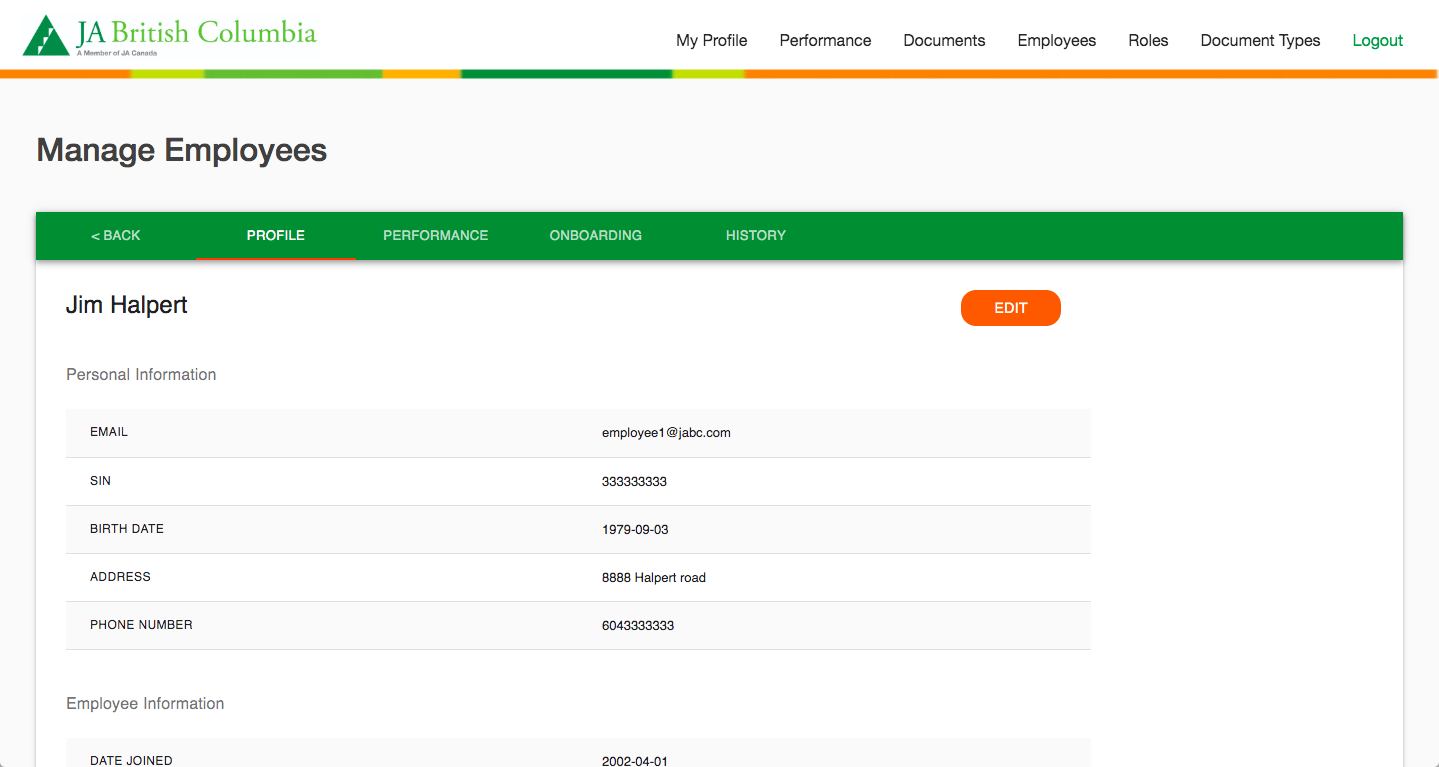 JA British Columbia
A Member of JA Canada
My Profile Performance Documents Employees Roles Document Types Logout
Manage Employees
< BACK PROFILE PERFORMANCE ONBOARDING HISTORY
Jim Halpert EDIT
Personal Information
EMAIL employee1@jabc.com
SIN 333333333
BIRTH DATE 1979-09-03
ADDRESS 8888 Halpert road
PHONE NUMBER 6043333333
Employee Information
DATE JOINED 2002-04-01